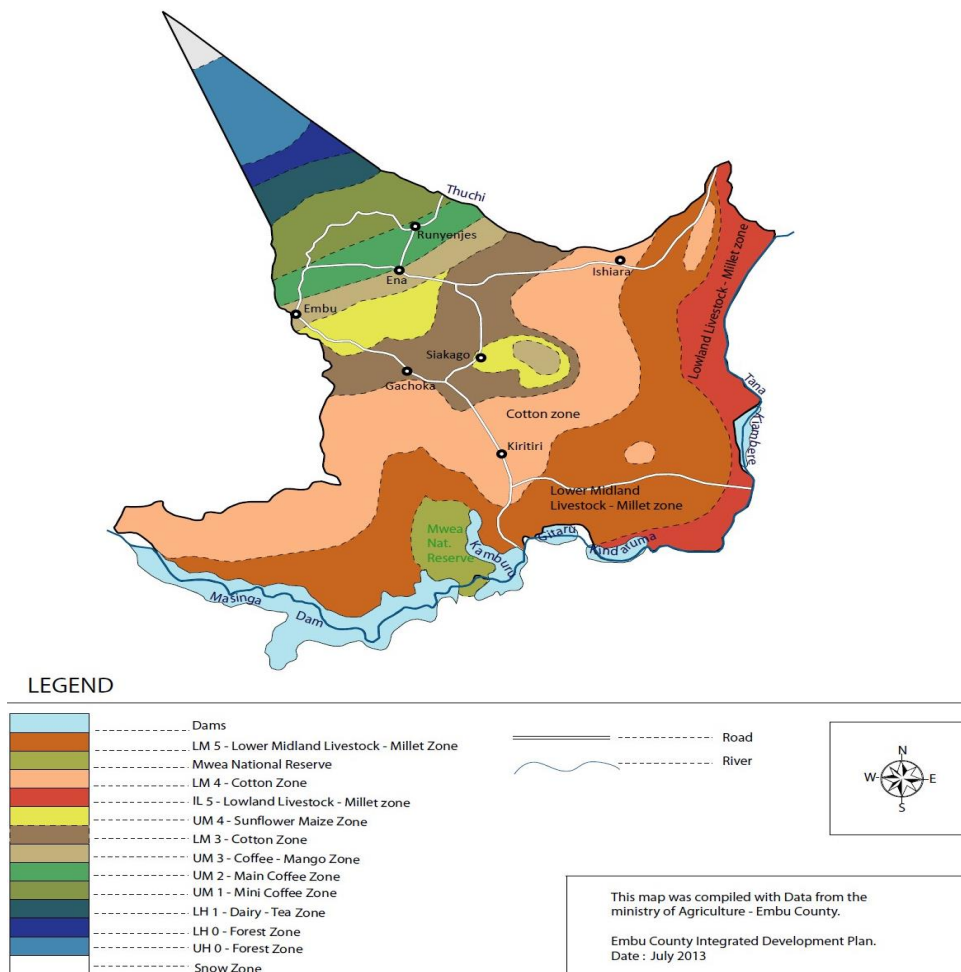 Thuchi
Runyenjes
Ena
Ishiara
Embu
Siakago
Gachoka
Lowland Livestock - Millet zone
Tana
Kiambere
Cotton zone
Kiritiri
Lower Midland
Livestock - Millet zone
Mwea
Nat.
Reserve
Kamburu
Gitaru
Kindaruma
Masinga
Dam
LEGEND
Dams
LM 5 - Lower Midland Livestock - Millet Zone
Mwea National Reserve
LM 4 - Cotton Zone
IL 5 - Lowland Livestock - Millet zone
UM 4 - Sunflower Maize Zone
LM 3 - Cotton Zone
UM 3 - Coffee - Mango Zone
UM 2 - Main Coffee Zone
UM 1 - Mini Coffee Zone
LH 1 - Dairy - Tea Zone
LH 0 - Forest Zone
UH 0 - Forest Zone
Snow Zone
Road
River
N
W
E
S
This map was compiled with Data from the
ministry of Agriculture - Embu County.
Embu County Integrated Development Plan.
Date : July 2013